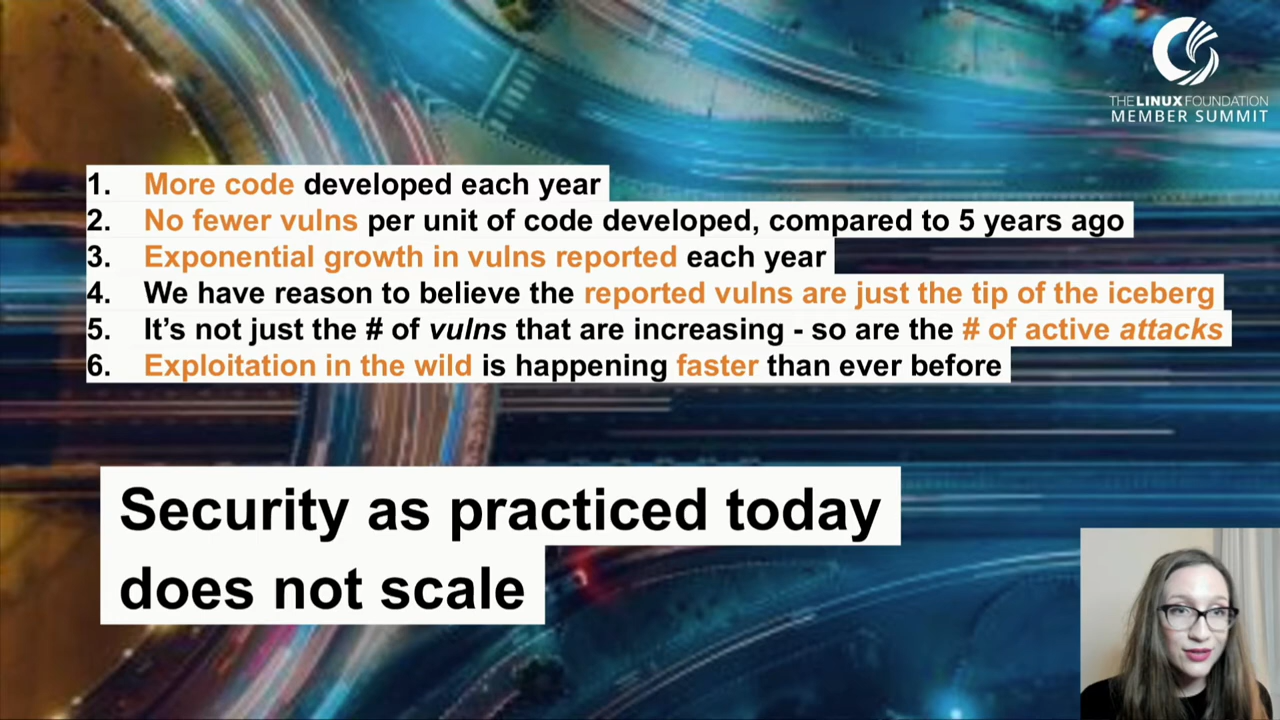 THE LINUX FOUNDATION
MEMBER SUMMIT
1. More code developed each year
2. No fewer vulns per unit of code developed, compared to 5 years ago
3. Exponential growth in vulns reported each year
4. We have reason to believe the reported vulns are just the tip of the iceberg
5. It’s not just the # of vulns that are increasing - so are the # of active attacks
6. Exploitation in the wild is happening faster than ever before
Security as practiced today
does not scale